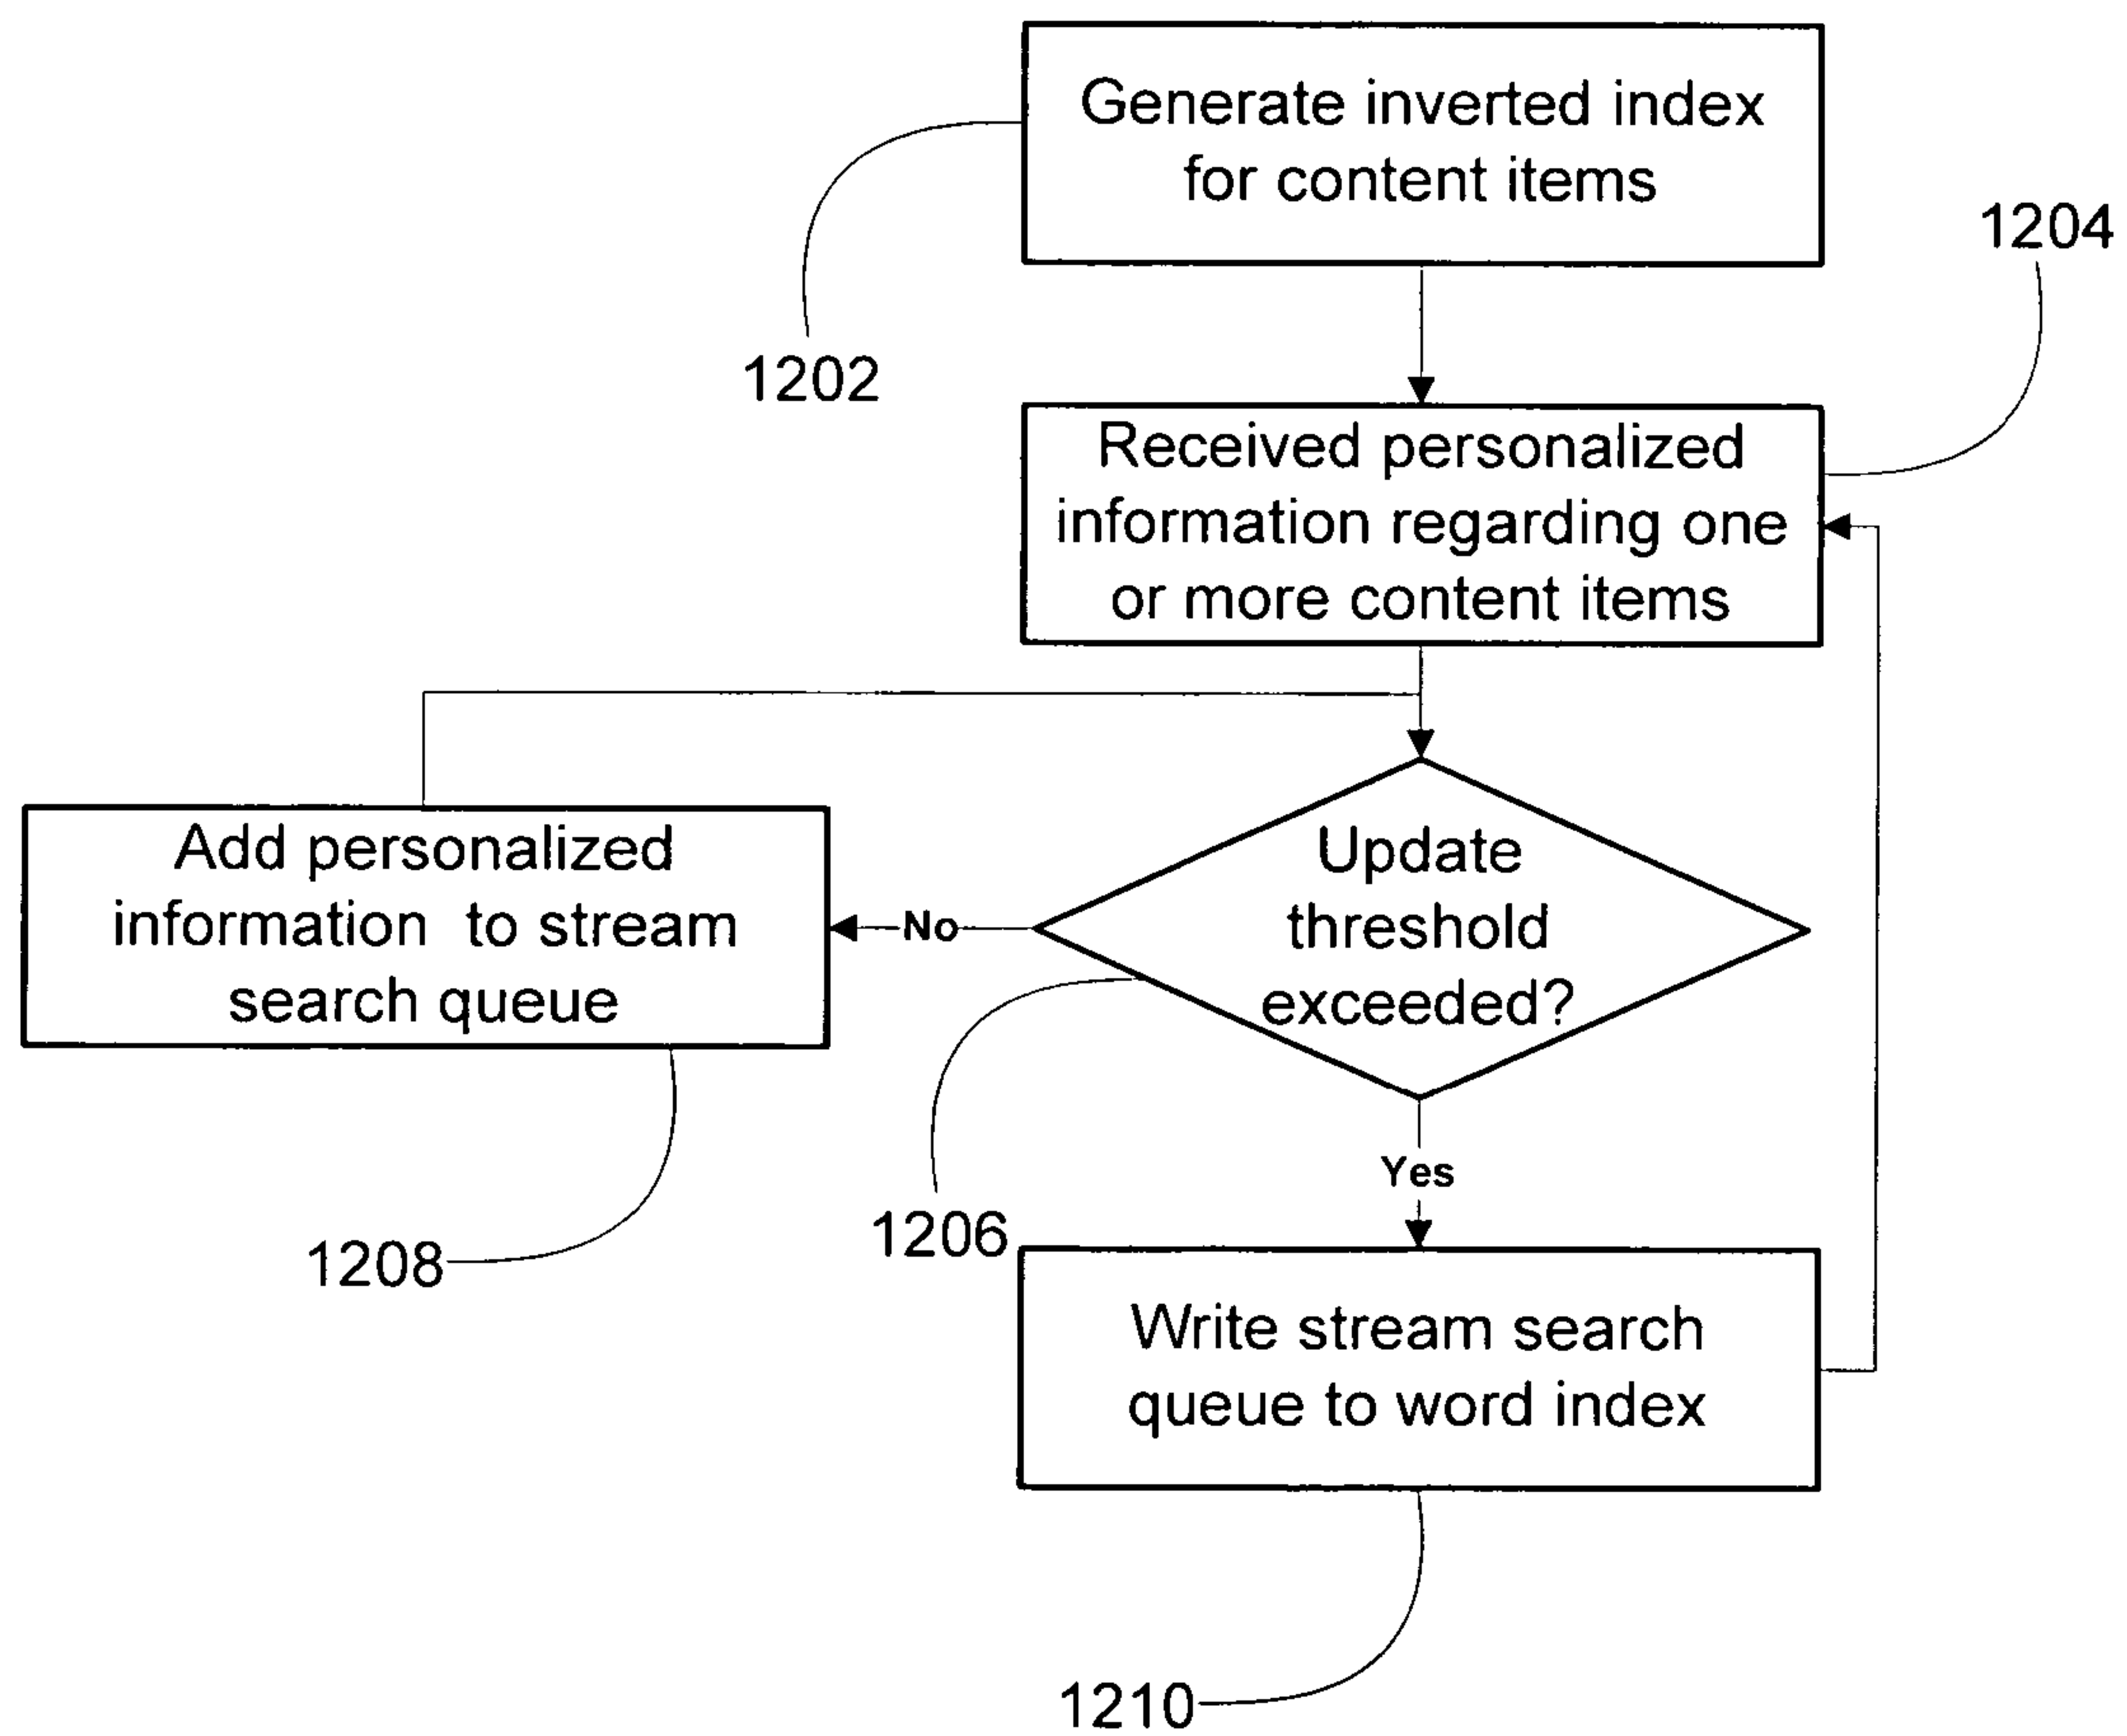 Generate inverted index
for content items
1204
1202
Received personalized
information regarding one
or more content items
Update
threshold
exceeded?
No
Add personalized
information to stream
search queue
Yes
1206
1208
Write stream search
queue to word index
1210